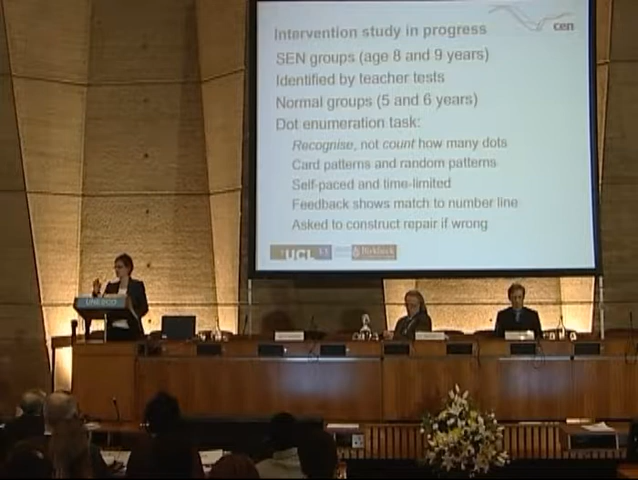 Intervention study in progress
cen
SEN groups (age 8 and 9 years)
Identified by teacher tests
Normal groups (5 and 6 years)
Dot enumeration task:
Recognise, not count how many dots
Card patterns and random patterns
Self-paced and time-limited
Feedback shows match to number line
Asked to construct repair if wrong
UCL
Birkbeck
UNESCO